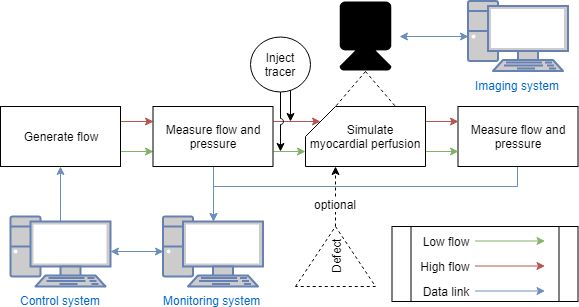 Inject
tracer
Imaging system
Generate flow
Measure flow and
pressure
Simulate
myocardial perfusion
Measure flow and
pressure
optional
Defect
Control system
Monitoring system
Low flow
High flow
Data link